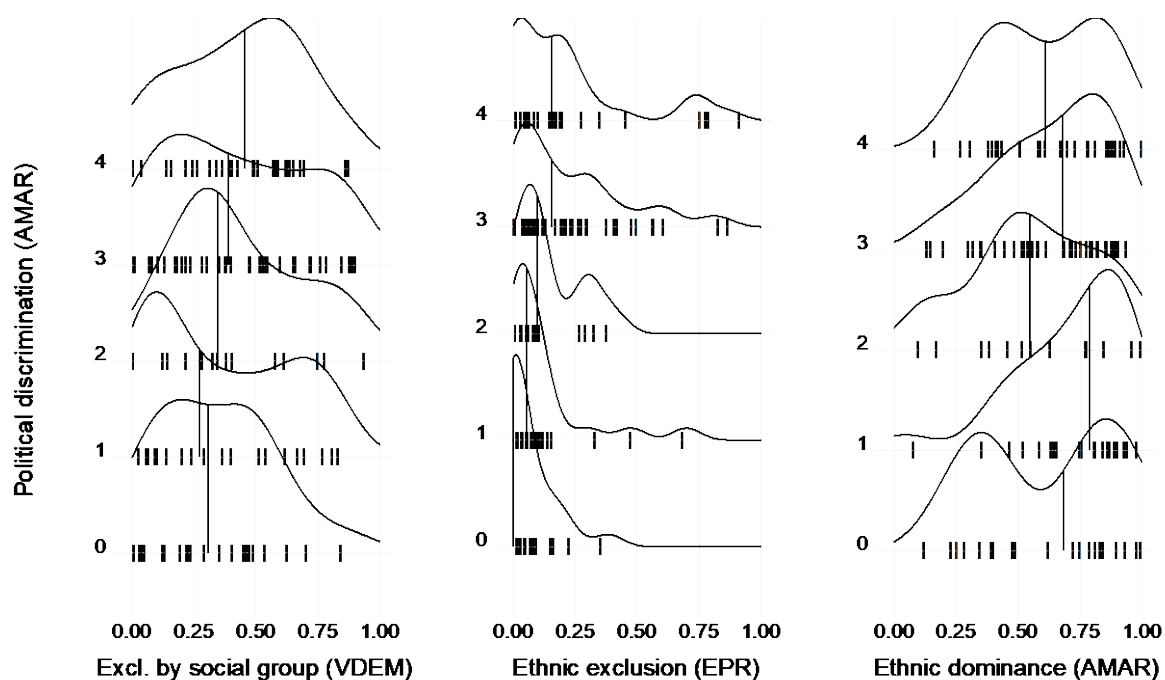 Political discrimination (AMAR)
4
3
2
1
0
0.00 0.25 0.50 0.75 1.00
Excl. by social group (VDEM)
4
3
2
1
0
0.00 0.25 0.50 0.75 1.00
Ethnic exclusion (EPR)
4
3
2
1
0
0.00 0.25 0.50 0.75 1.00
Ethnic dominance (AMAR)